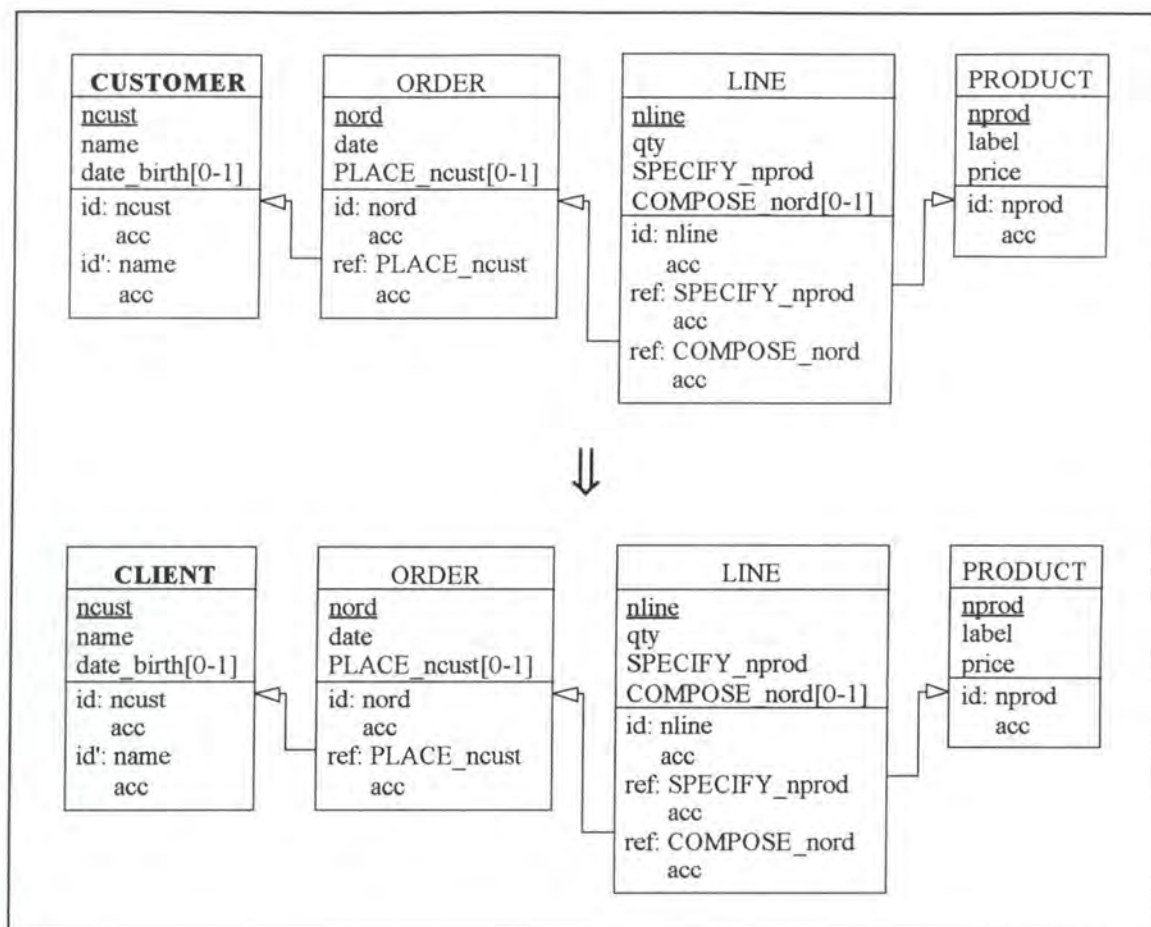 CUSTOMER
ncust
name
date_birth[0-1]
id: ncust
acc
id': name
acc
ORDER
nord
date
PLACE_ncust[0-1]
id: nord
acc
ref: PLACE_ncust
acc
LINE
nline
qty
SPECIFY_nprod
COMPOSE_nord[0-1]
id: nline
acc
ref: SPECIFY_nprod
acc
ref: COMPOSE_nord
acc
PRODUCT
nprod
label
price
id: nprod
acc
CLIENT
ncust
name
date_birth[0-1]
id: ncust
acc
id': name
acc
ORDER
nord
date
PLACE_ncust[0-1]
id: nord
acc
ref: PLACE_ncust
acc
LINE
nline
qty
SPECIFY_nprod
COMPOSE_nord[0-1]
id: nline
acc
ref: SPECIFY_nprod
acc
ref: COMPOSE_nord
acc
PRODUCT
nprod
label
price
id: nprod
acc